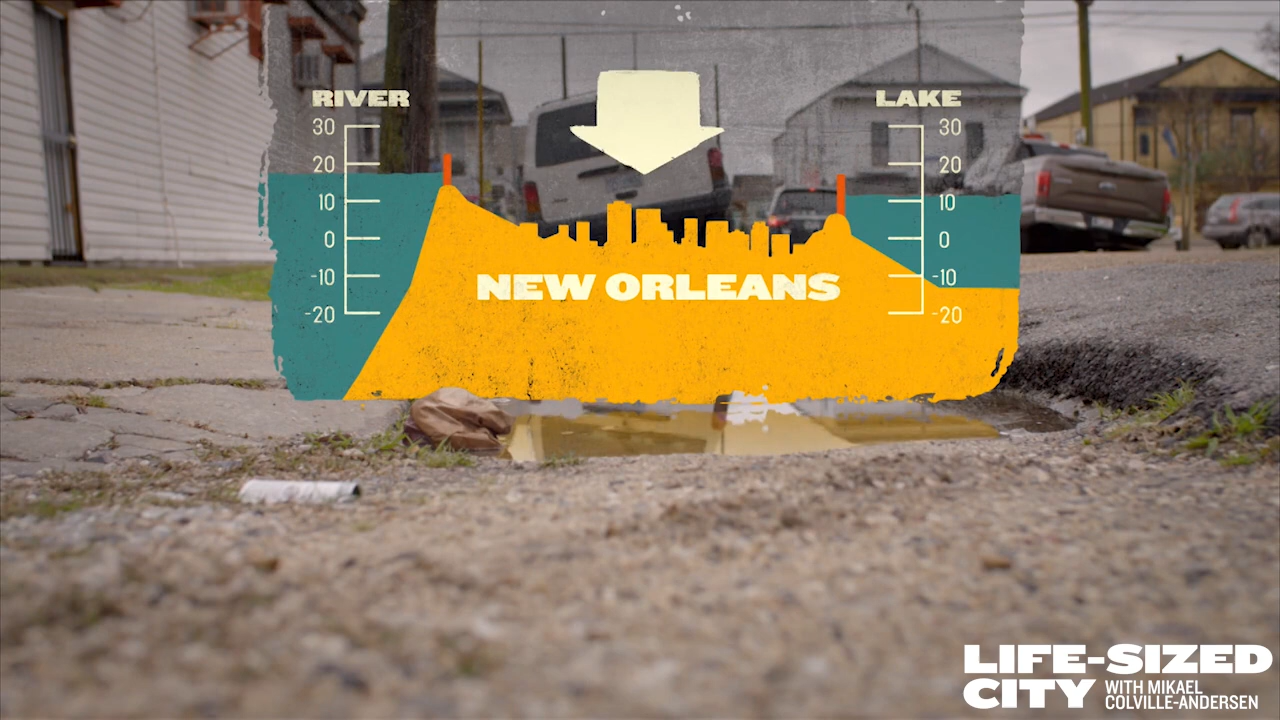 RIVER
30
20
10
0
-10
-20
LAKE
30
20
10
0
-10
-20
NEW ORLEANS
LIFE-SIZED
CITY WITH MIKAEL
COLVILLE-ANDERSEN